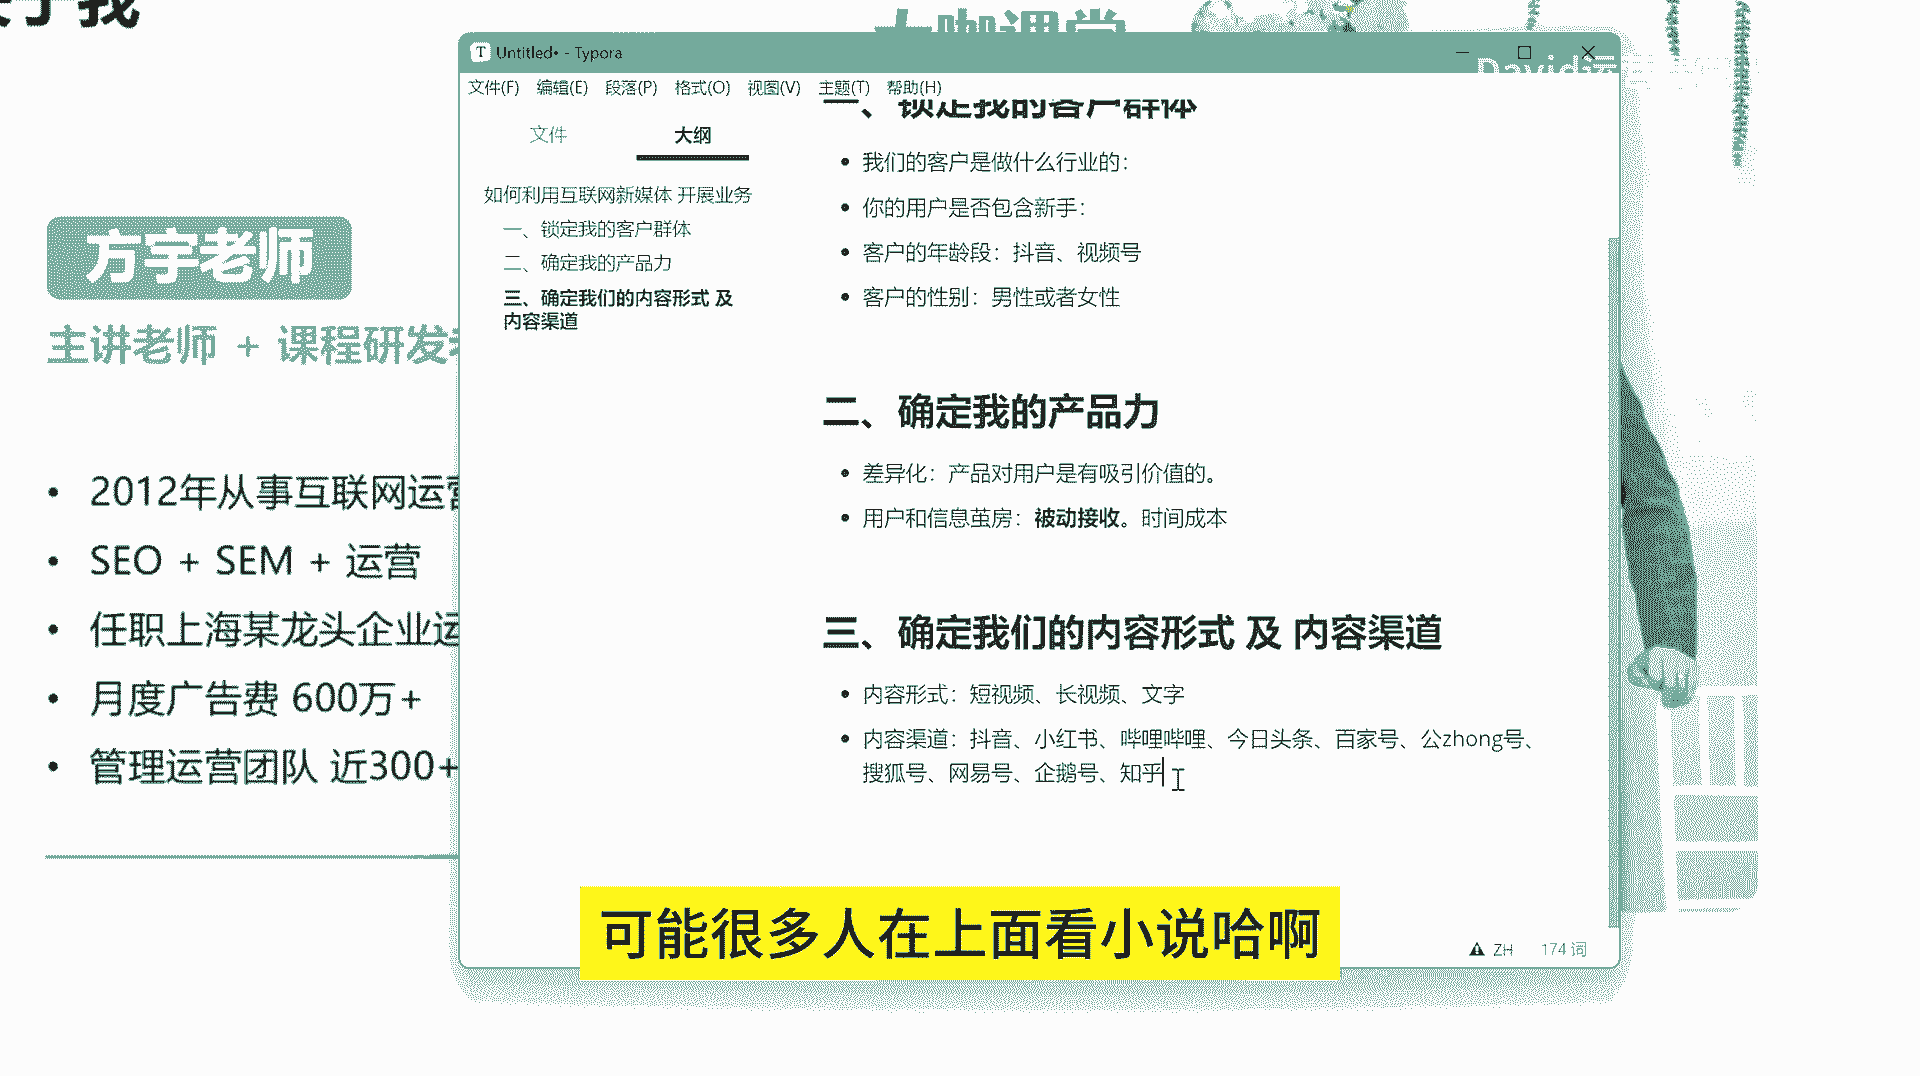 于我
大咖课堂
Untitled• - Typora
文件(F) 编辑(E) 段落(P) 格式(O) 视图(V) 主题(T) 帮助(H)
文件 大纲
如何利用互联网新媒体 开展业务
一、锁定我的客户群体
二、确定我的产品力
三、确定我们的内容形式 及
内容渠道
一、锁定我的客户群体
• 我们的客户是做什么行业的：
• 你的用户是否包含新手：
• 客户的年龄段：抖音、视频号
• 客户的性别：男性或者女性
二、确定我的产品力
• 差异化：产品对用户是有吸引价值的。
• 用户和信息茧房：被动接收。时间成本
三、确定我们的内容形式 及 内容渠道
• 内容形式：短视频、长视频、文字
• 内容渠道：抖音、小红书、哔哩哔哩、今日头条、百家号、公zhong号、
搜狐号、网易号、企鹅号、知乎
ZH 174 词
方宇老师
主讲老师 + 课程研发
• 2012年从事互联网运营
• SEO + SEM + 运营
• 任职上海某龙头企业运
• 月度广告费 600万+
• 管理运营团队 近300+
可能很多人在上面看小说哈啊